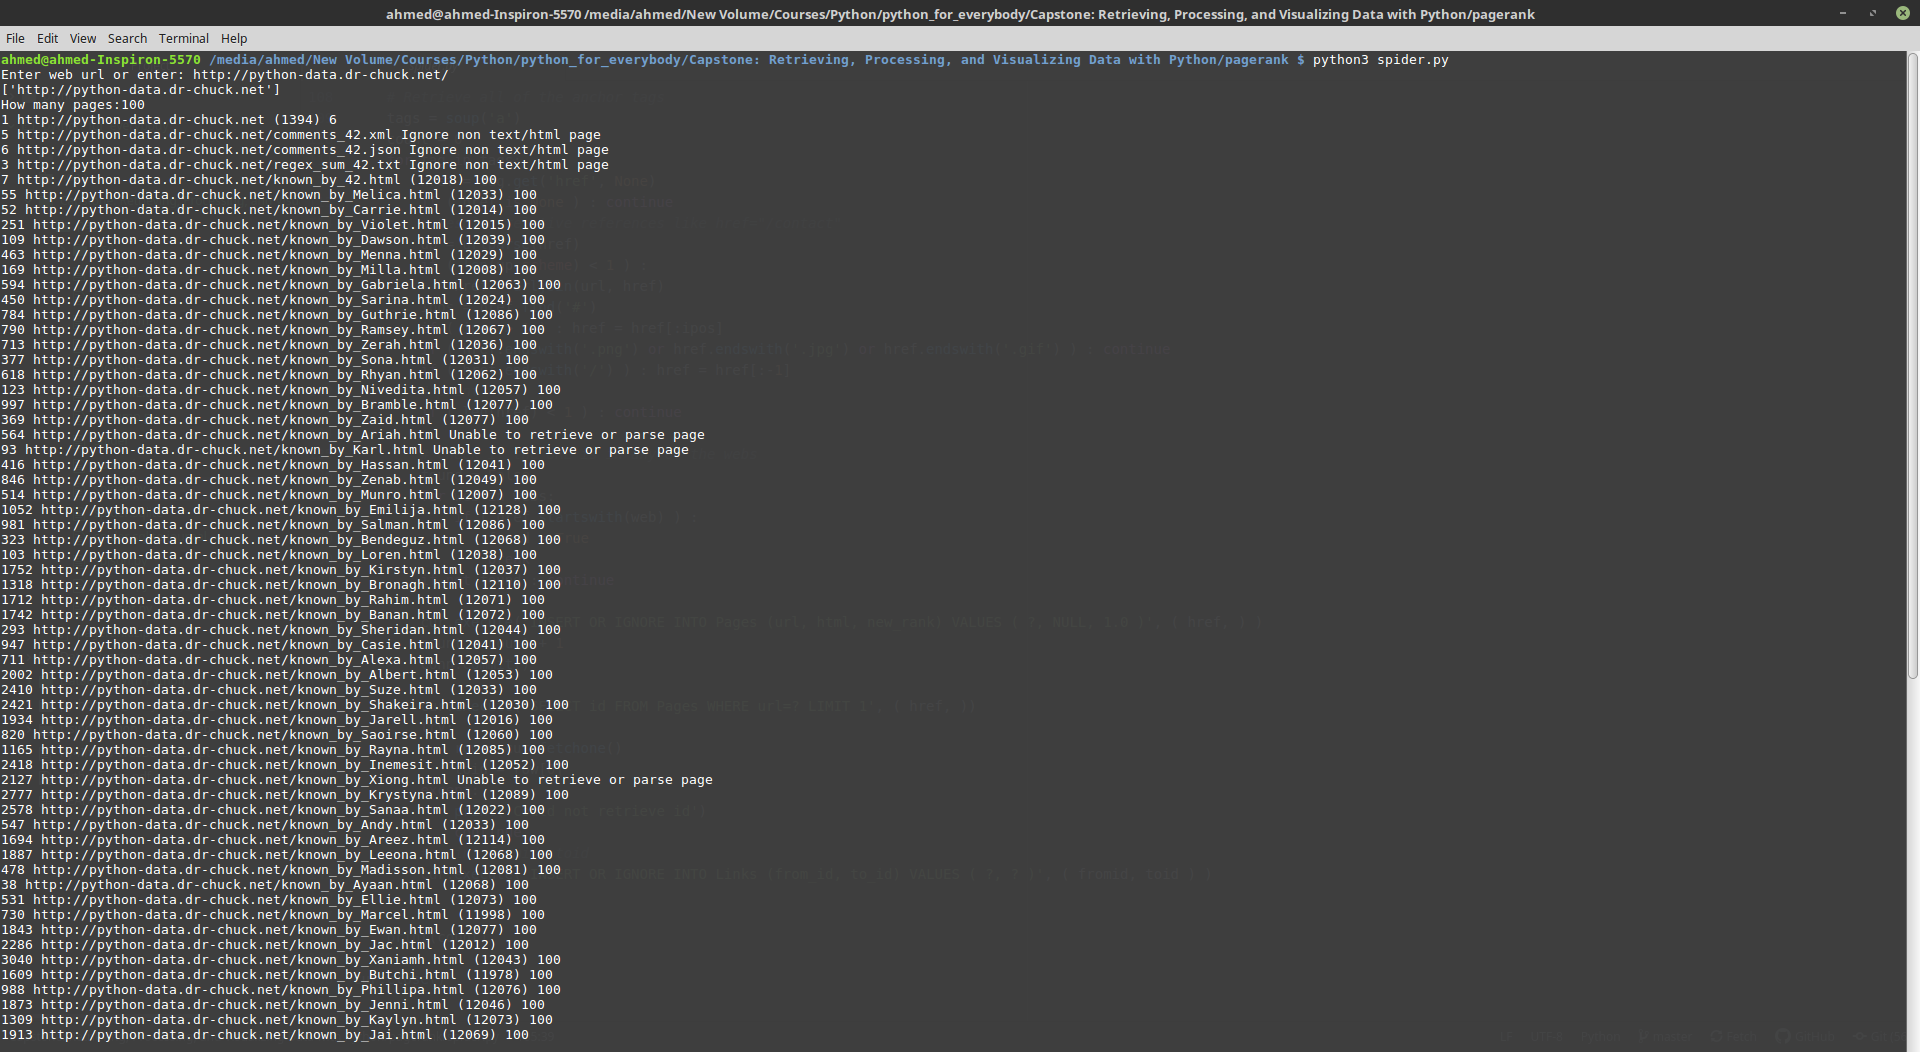 ahmed@ahmed-Inspiron-5570 /media/ahmed/New Volume/Courses/Python/python_for_everybody/Capstone: Retrieving, Processing, and Visualizing Data with Python/pagerank
File Edit View Search Terminal Help
ahmed@ahmed-Inspiron-5570 /media/ahmed/New Volume/Courses/Python/python_for_everybody/Capstone: Retrieving, Processing, and Visualizing Data with Python/pagerank $ python3 spider.py
Enter web url or enter: http://python-data.dr-chuck.net/
['http://python-data.dr-chuck.net']
How many pages:100
1 http://python-data.dr-chuck.net (1394) 6
5 http://python-data.dr-chuck.net/comments_42.xml Ignore non text/html page
6 http://python-data.dr-chuck.net/comments_42.json Ignore non text/html page
3 http://python-data.dr-chuck.net/regex_sum_42.txt Ignore non text/html page
7 http://python-data.dr-chuck.net/known_by_42.html (12018) 100
55 http://python-data.dr-chuck.net/known_by_Melica.html (12033) 100
52 http://python-data.dr-chuck.net/known_by_Carrie.html (12014) 100
251 http://python-data.dr-chuck.net/known_by_Violet.html (12015) 100
109 http://python-data.dr-chuck.net/known_by_Dawson.html (12039) 100
463 http://python-data.dr-chuck.net/known_by_Menna.html (12029) 100
169 http://python-data.dr-chuck.net/known_by_Milla.html (12008) 100
594 http://python-data.dr-chuck.net/known_by_Gabriela.html (12063) 100
450 http://python-data.dr-chuck.net/known_by_Sarina.html (12024) 100
784 http://python-data.dr-chuck.net/known_by_Guthrie.html (12086) 100
790 http://python-data.dr-chuck.net/known_by_Ramsey.html (12067) 100
713 http://python-data.dr-chuck.net/known_by_Zerah.html (12036) 100
377 http://python-data.dr-chuck.net/known_by_Sona.html (12031) 100
618 http://python-data.dr-chuck.net/known_by_Rhyan.html (12062) 100
123 http://python-data.dr-chuck.net/known_by_Nivedita.html (12057) 100
997 http://python-data.dr-chuck.net/known_by_Bramble.html (12077) 100
369 http://python-data.dr-chuck.net/known_by_Zaid.html (12077) 100
564 http://python-data.dr-chuck.net/known_by_Ariah.html Unable to retrieve or parse page
93 http://python-data.dr-chuck.net/known_by_Karl.html Unable to retrieve or parse page
416 http://python-data.dr-chuck.net/known_by_Hassan.html (12041) 100
846 http://python-data.dr-chuck.net/known_by_Zenab.html (12049) 100
514 http://python-data.dr-chuck.net/known_by_Munro.html (12007) 100
1052 http://python-data.dr-chuck.net/known_by_Emilija.html (12128) 100
981 http://python-data.dr-chuck.net/known_by_Salman.html (12086) 100
323 http://python-data.dr-chuck.net/known_by_Bendeguz.html (12068) 100
103 http://python-data.dr-chuck.net/known_by_Loren.html (12038) 100
1752 http://python-data.dr-chuck.net/known_by_Kirstyn.html (12037) 100
1318 http://python-data.dr-chuck.net/known_by_Bronagh.html (12110) 100
1712 http://python-data.dr-chuck.net/known_by_Rahim.html (12071) 100
1742 http://python-data.dr-chuck.net/known_by_Banan.html (12072) 100
293 http://python-data.dr-chuck.net/known_by_Sheridan.html (12044) 100
947 http://python-data.dr-chuck.net/known_by_Casie.html (12041) 100
711 http://python-data.dr-chuck.net/known_by_Alexa.html (12057) 100
2002 http://python-data.dr-chuck.net/known_by_Albert.html (12053) 100
2410 http://python-data.dr-chuck.net/known_by_Suze.html (12033) 100
2421 http://python-data.dr-chuck.net/known_by_Shakeira.html (12030) 100
1934 http://python-data.dr-chuck.net/known_by_Jarell.html (12016) 100
820 http://python-data.dr-chuck.net/known_by_Saoirse.html (12060) 100
1165 http://python-data.dr-chuck.net/known_by_Rayna.html (12085) 100
2418 http://python-data.dr-chuck.net/known_by_Inemesit.html (12052) 100
2127 http://python-data.dr-chuck.net/known_by_Xiong.html Unable to retrieve or parse page
2777 http://python-data.dr-chuck.net/known_by_Krystyna.html (12089) 100
2578 http://python-data.dr-chuck.net/known_by_Sanaa.html (12022) 100
547 http://python-data.dr-chuck.net/known_by_Andy.html (12033) 100
1694 http://python-data.dr-chuck.net/known_by_Areez.html (12114) 100
1887 http://python-data.dr-chuck.net/known_by_Leeona.html (12068) 100
478 http://python-data.dr-chuck.net/known_by_Madisson.html (12081) 100
38 http://python-data.dr-chuck.net/known_by_Ayaan.html (12068) 100
531 http://python-data.dr-chuck.net/known_by_Ellie.html (12073) 100
730 http://python-data.dr-chuck.net/known_by_Marcel.html (11998) 100
1843 http://python-data.dr-chuck.net/known_by_Ewan.html (12077) 100
2286 http://python-data.dr-chuck.net/known_by_Jac.html (12012) 100
3040 http://python-data.dr-chuck.net/known_by_Xaniamh.html (12043) 100
1609 http://python-data.dr-chuck.net/known_by_Butchi.html (11978) 100
988 http://python-data.dr-chuck.net/known_by_Phillipa.html (12076) 100
1873 http://python-data.dr-chuck.net/known_by_Jenni.html (12046) 100
1309 http://python-data.dr-chuck.net/known_by_Kaylyn.html (12073) 100
1913 http://python-data.dr-chuck.net/known_by_Jai.html (12069) 100